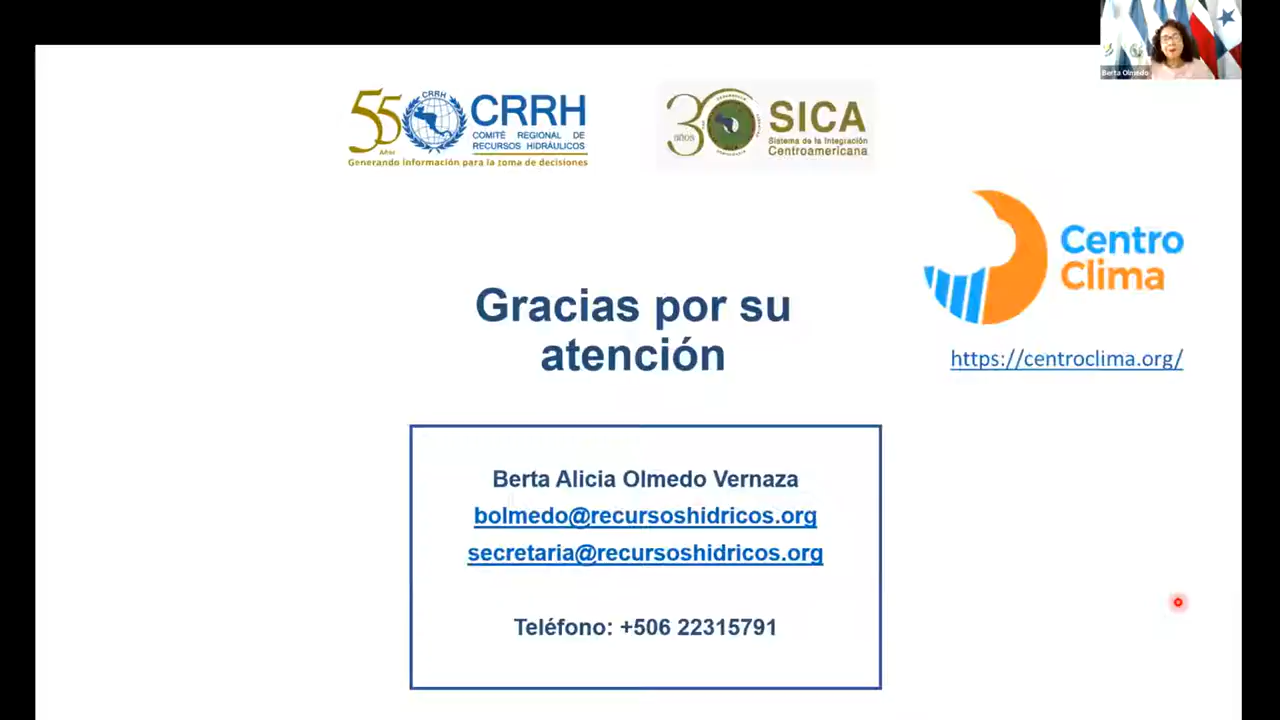 Berta Olmedo
55 Años
CRRH
CRRH
COMITÉ REGIONAL DE
RECURSOS HIDRÁULICOS
Generando información para la toma de decisiones
30 años
SICA
Sistema de la Integración
Centroamericana
Centro
Clima
https://centroclima.org/
Gracias por su
atención
Berta Alicia Olmedo Vernaza
bolmedo@recursoshidricos.org
secretaria@recursoshidricos.org
Teléfono: +506 22315791